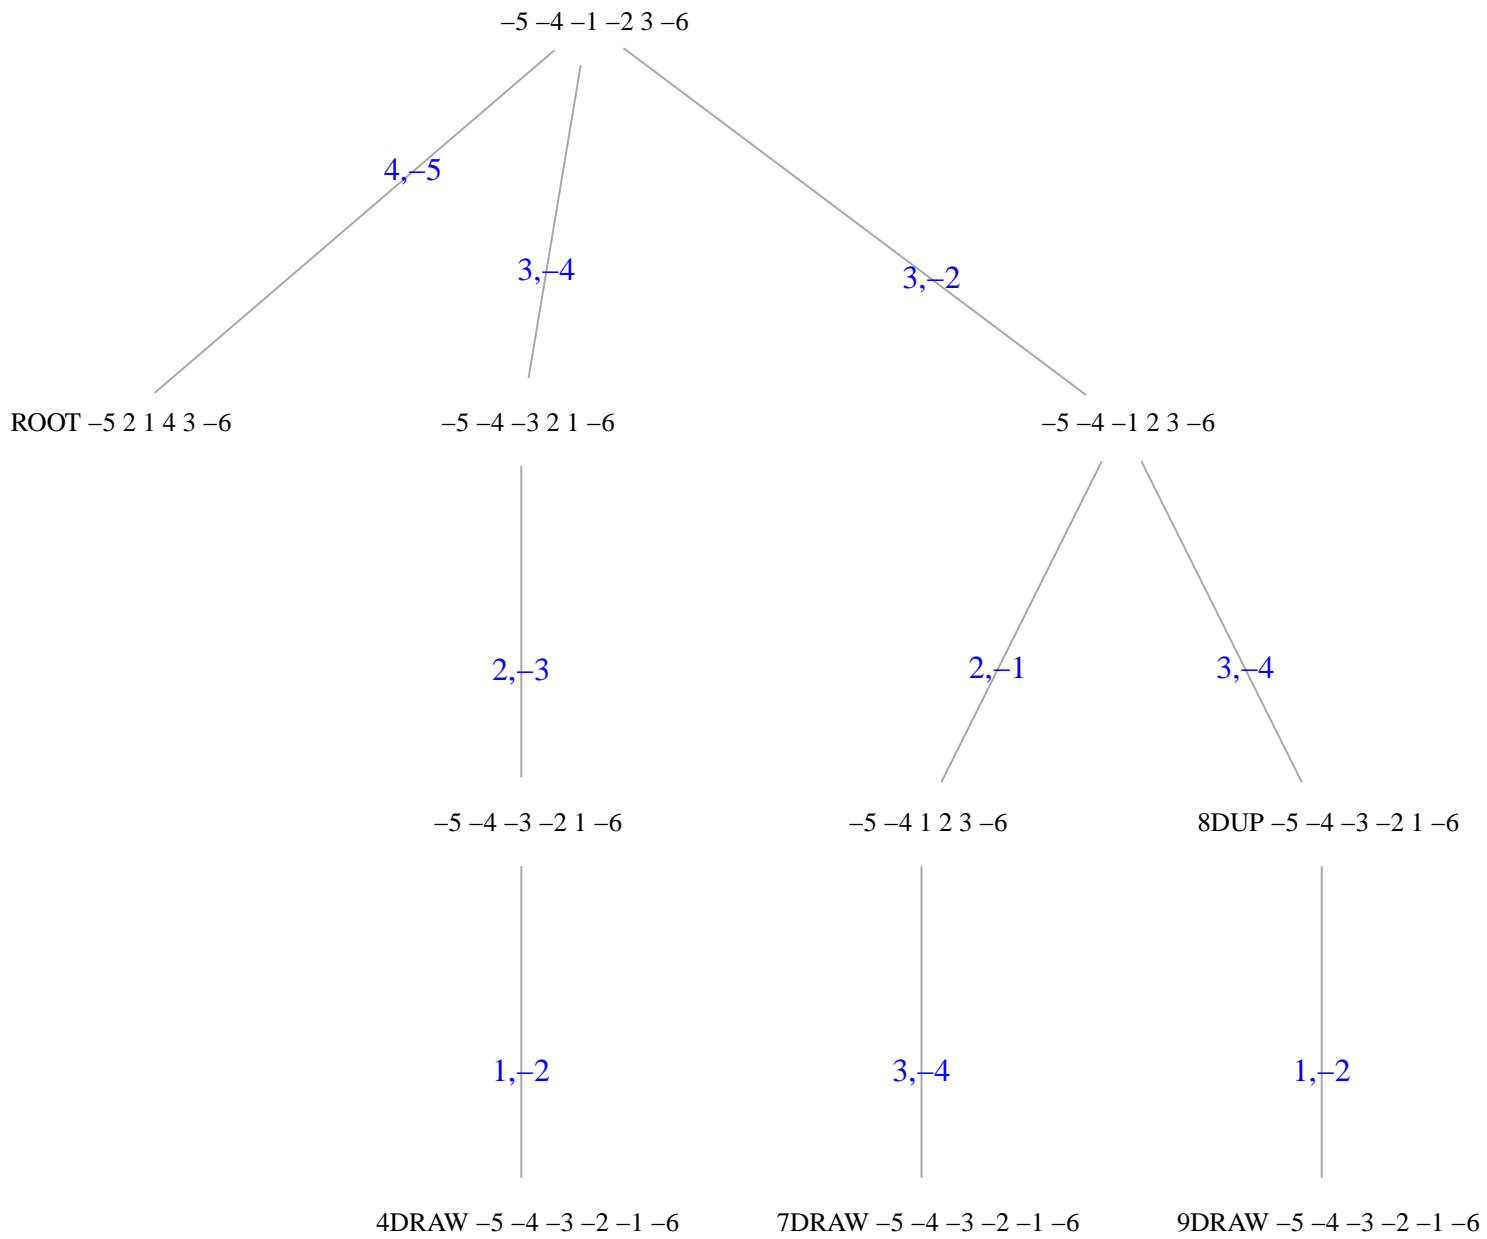 –5 –4 –1 –2 3 –6
4,–5
3,–4
3,–2
ROOT –5 2 1 4 3 –6
–5 –4 –3 2 1 –6
–5 –4 –1 2 3 –6
2,–3
2,–1
3,–4
–5 –4 –3 –2 1 –6
–5 –4 1 2 3 –6
8DUP –5 –4 –3 –2 1 –6
1,–2
3,–4
1,–2
4DRAW –5 –4 –3 –2 –1 –6
7DRAW –5 –4 –3 –2 –1 –6
9DRAW –5 –4 –3 –2 –1 –6